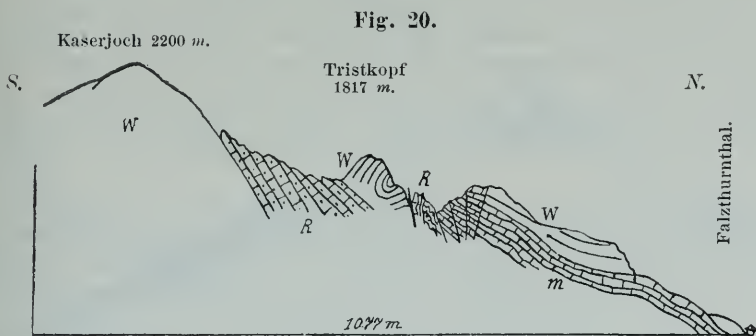 Fig. 20.
Kaserjoch 2200 m.
Tristkopf
1817 m.
S.
N.
W
W
R
R
W
m
Falzthurnthal.
1077 m